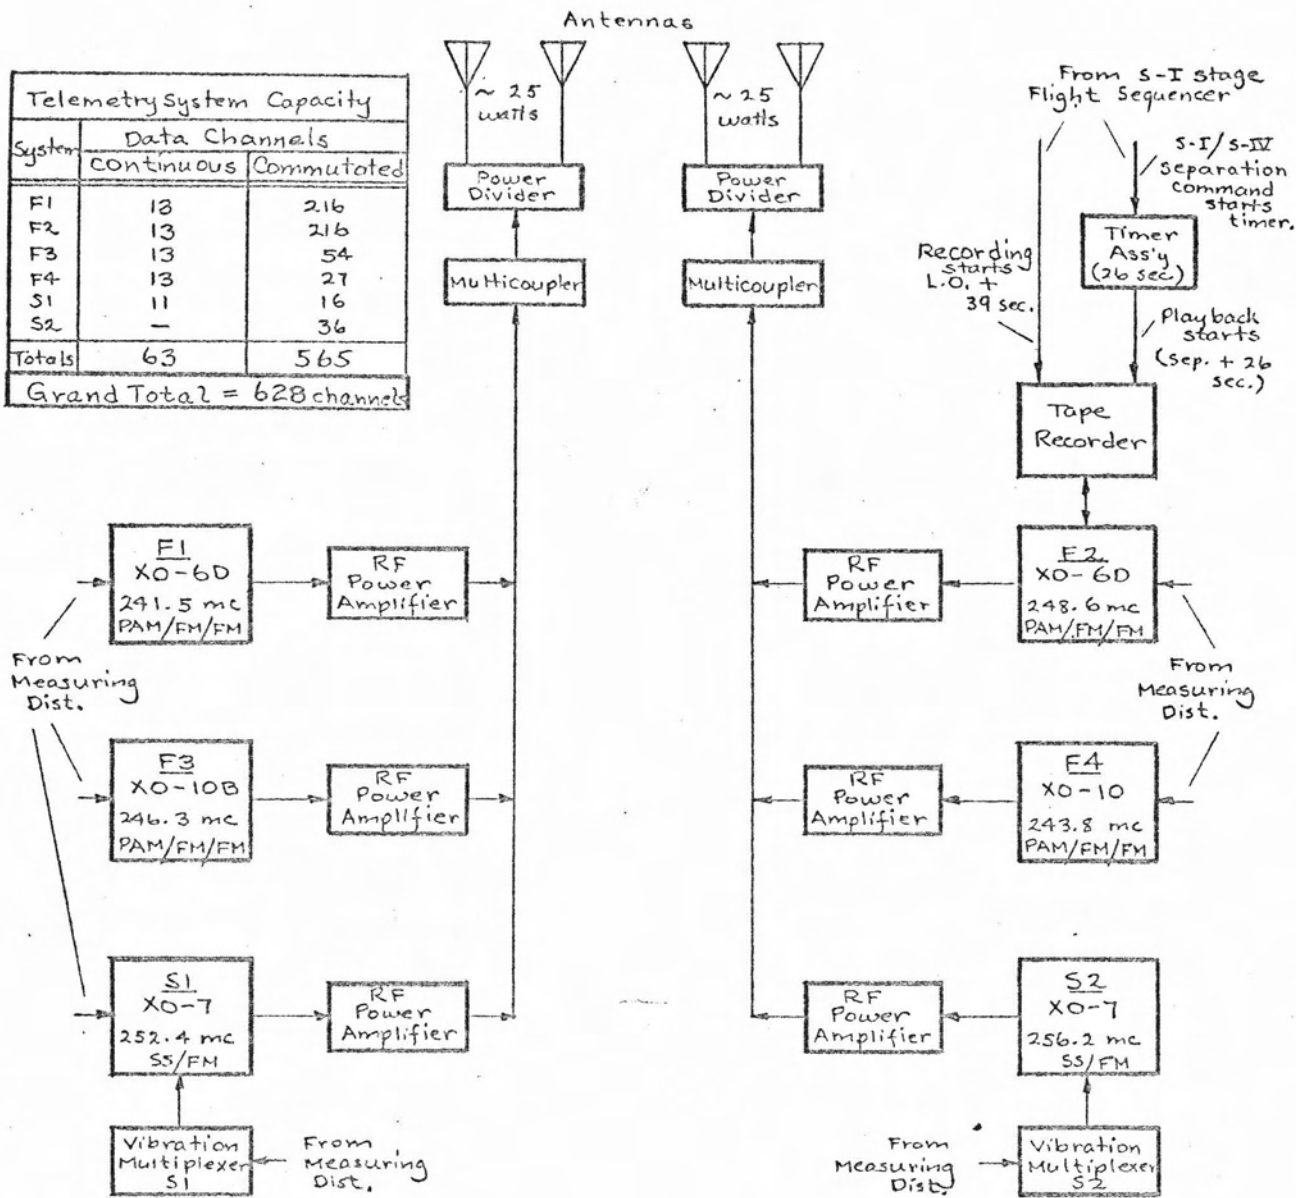 Antennas
~ 25
watts
~ 25
watts
Power
Divider
Power
Divider
Multicoupler
Multicoupler
Telemetry System Capacity
System
Data Channels
Continuous Commutated
F1 13 216
F2 13 216
F3 13 54
F4 13 27
S1 11 16
S2 — 36
Totals 63 565
Grand Total = 628 channels
From S-I stage
Flight Sequencer
S-I/S-IV
Separation
command
starts
timer.
Timer
Ass'y
(26 sec.)
Recording
starts
L.O. +
39 sec.
Playback
starts
(sep. + 26
sec.)
Tape
Recorder
F1
XO-6D
241.5 mc
PAM/FM/FM
RF
Power
Amplifier
RF
Power
Amplifier
F2
XO-6D
248.6 mc
PAM/FM/FM
From
Measuring
Dist.
From
Measuring
Dist.
F3
XO-10B
246.3 mc
PAM/FM/FM
RF
Power
Amplifier
RF
Power
Amplifier
F4
XO-10
243.8 mc
PAM/FM/FM
S1
XO-7
252.4 mc
SS/FM
RF
Power
Amplifier
RF
Power
Amplifier
S2
XO-7
256.2 mc
SS/FM
Vibration
Multiplexer
S1
From
Measuring
Dist.
From
Measuring
Dist.
Vibration
Multiplexer
S2